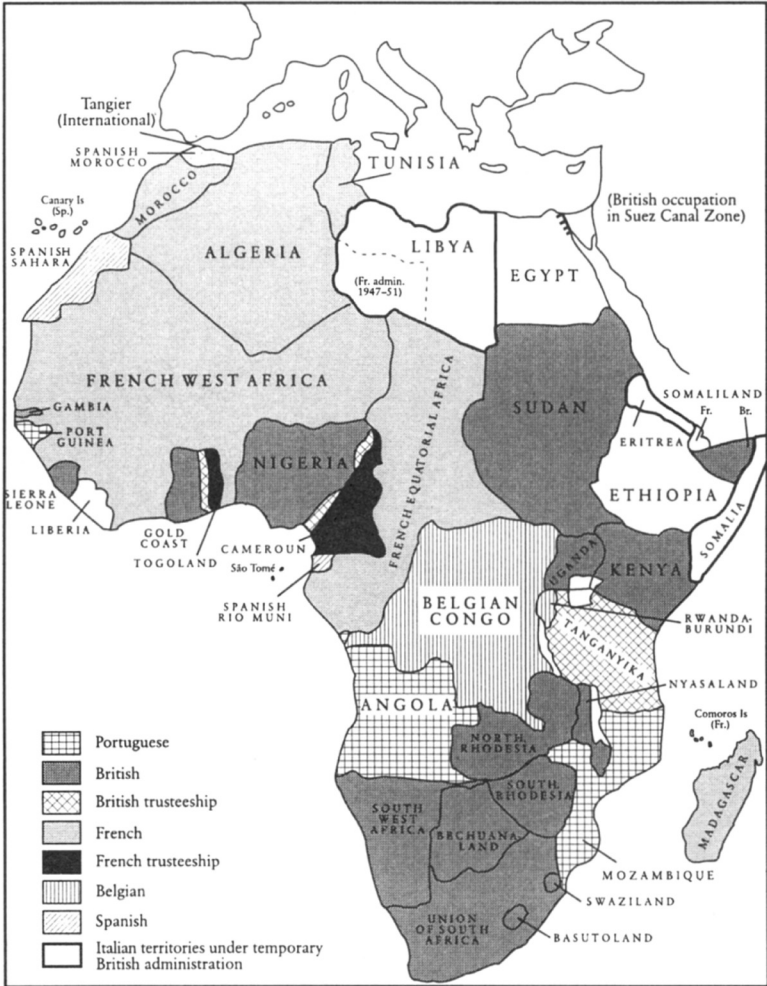 Tangier
(International)
SPANISH
MOROCCO
TUNISIA
MOROCCO
Canary Is
(Sp.)
(British occupation
in Suez Canal Zone)
SPANISH
SAHARA
ALGERIA
LIBYA
(Fr. admin.
1947–51)
EGYPT
FRENCH WEST AFRICA
FRENCH EQUATORIAL AFRICA
SUDAN
SOMALILAND
Fr.
Br.
ERITREA
GAMBIA
PORT
GUINEA
NIGERIA
ETHIOPIA
SIERRA
LEONE
LIBERIA
GOLD
COAST
TOGOLAND
CAMEROUN
São Tomé
SPANISH
RIO MUNI
SOMALIA
UGANDA
KENYA
BELGIAN
CONGO
RWANDA-
BURUNDI
TANGANYIKA
NYASALAND
ANGOLA
Comoros Is
(Fr.)
NORTH
RHODESIA
SOUTH
RHODESIA
SOUTH
WEST
AFRICA
BECHUANA-
LAND
MADAGASCAR
MOZAMBIQUE
SWAZILAND
UNION
OF SOUTH
AFRICA
BASUTOLAND
Portuguese
British
British trusteeship
French
French trusteeship
Belgian
Spanish
Italian territories under temporary
British administration